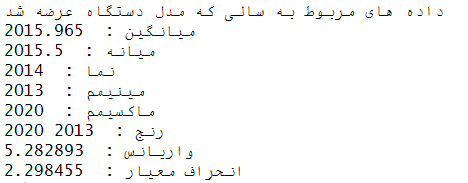 داده های مربوط به سالی که مدل دستگاه عرضه شد
میانگین : 2015.965
میانه : 2015.5
نما : 2014
مینیمم : 2013
ماکسیمم : 2020
رنج : 2013 2020
واریانس : 5.282893
انحراف معیار : 2.298455